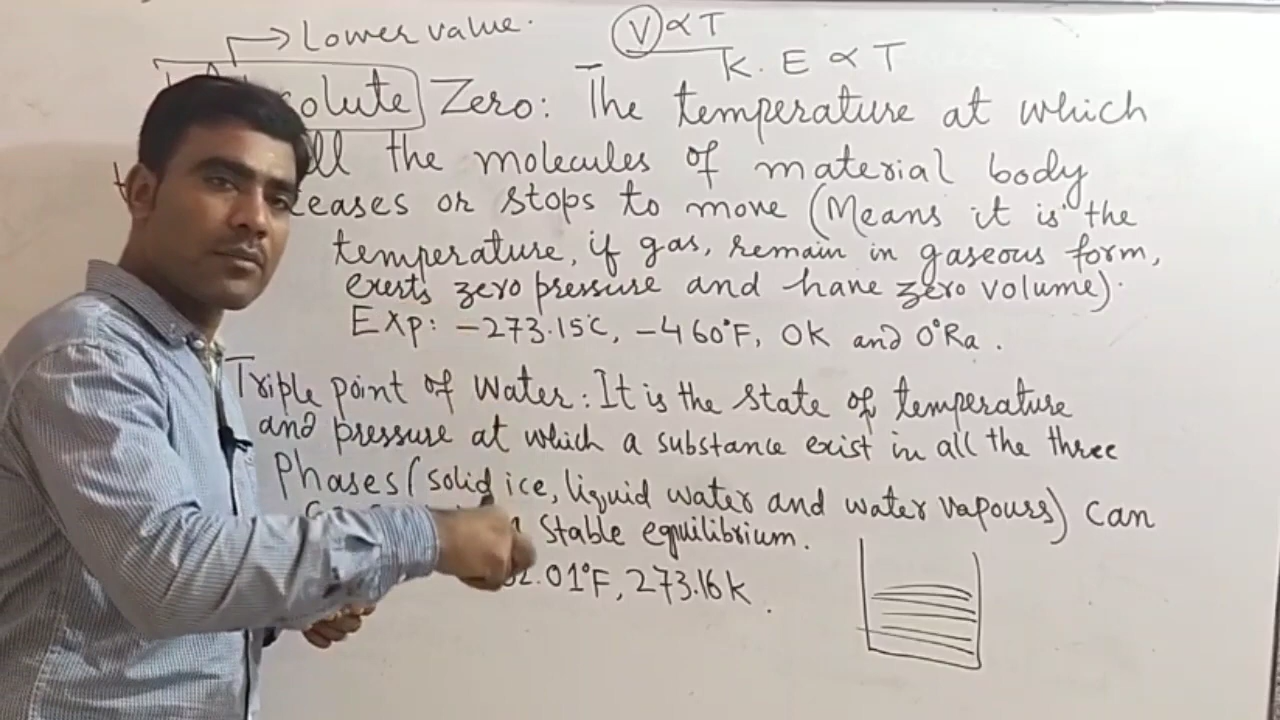 Lower value.
V ∝ T
K. E ∝ T
Zero: The temperature at which
the molecules of material body
ceases or stops to move (Means it is the
temperature, if gas, remain in gaseous form,
exerts zero pressure and have zero volume).
Exp: -273.15°C, -460°F, 0K and 0°Ra.
Triple point of Water: It is the state of temperature
and pressure at which a substance exist in all the three
Phases (solid ice, liquid water and water vapours) can
Stable equilibrium.
.01°F, 273.16K.